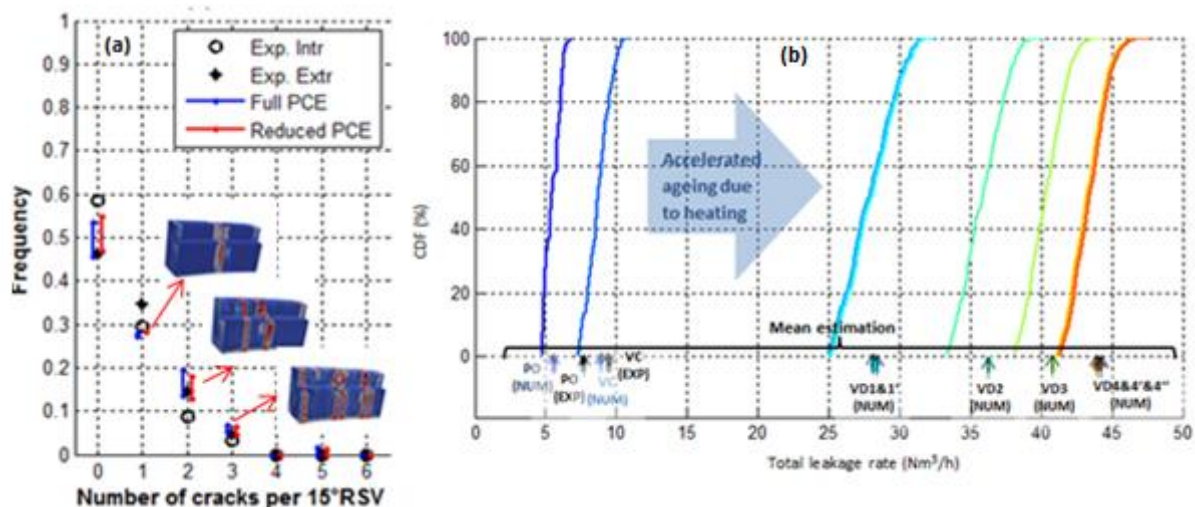 (a)
Exp. Intr
Exp. Extr
Full PCE
Reduced PCE
1
0.9
0.8
0.7
0.6
0.5
0.4
0.3
0.2
0.1
0
Frequency
0 1 2 3 4 5 6
Number of cracks per 15°RSV
(b)
100
80
60
40
20
0
CDF (%)
Accelerated
ageing due
to heating
Mean estimation
PO
(NUM)
PO
(EXP)
VC
(NUM)
VC
(EXP)
VD1&1'
(NUM)
VD2
(NUM)
VD3
(NUM)
VD4&4'&4''
(NUM)
0 5 10 15 20 25 30 35 40 45 50
Total leakage rate (Nm³/h)